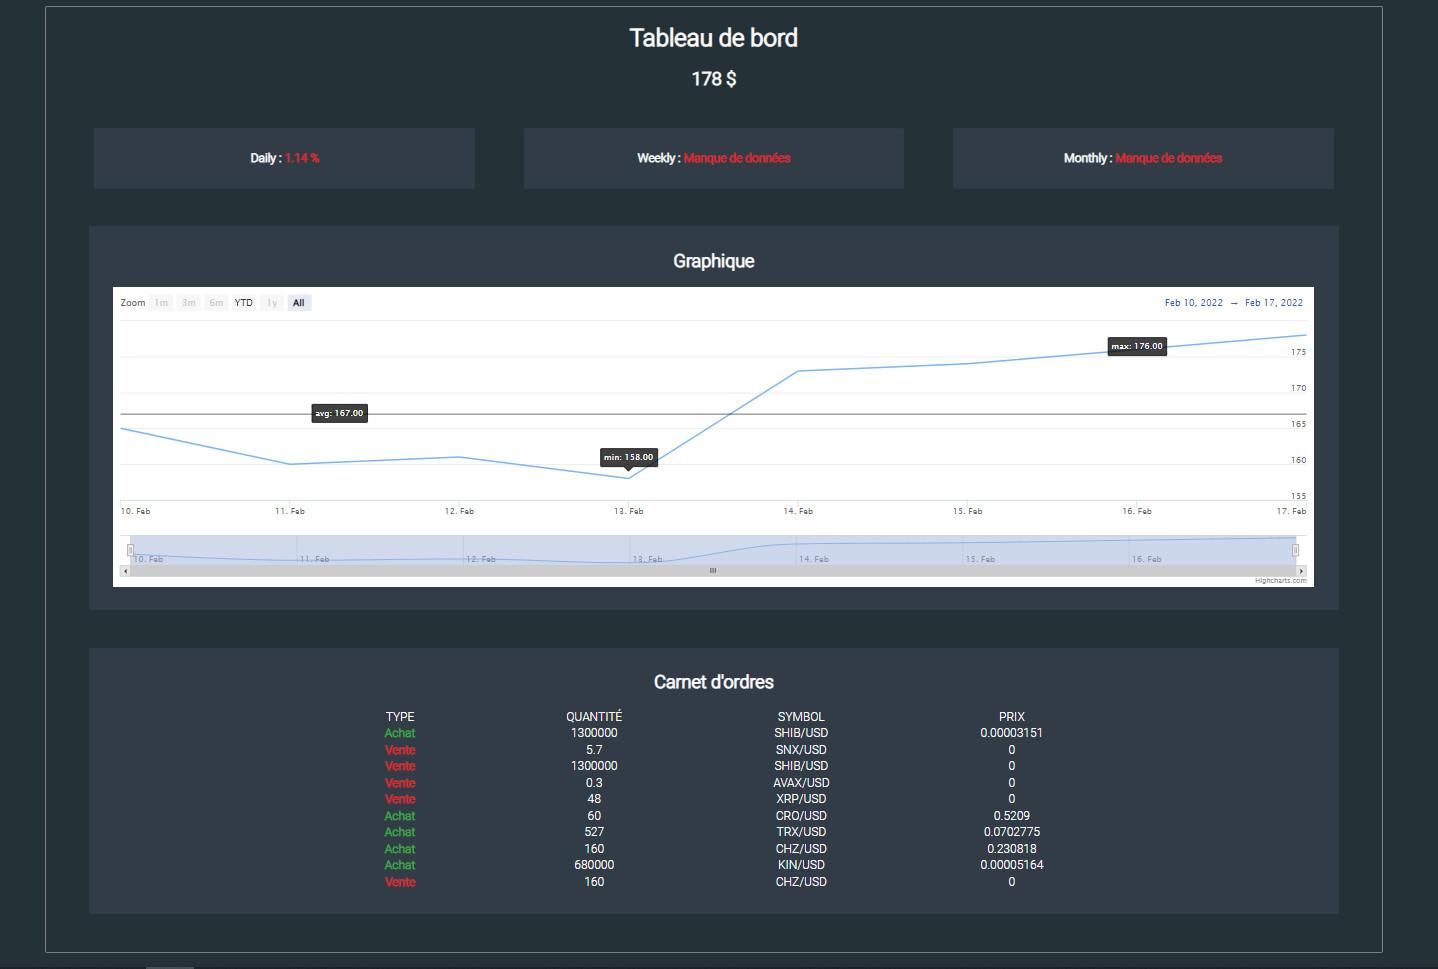 Tableau de bord
178 $
Daily : 1.14 %
Weekly : Manque de données
Monthly : Manque de données
Graphique
Zoom 1m 3m 6m YTD 1y All
Feb 10, 2022 → Feb 17, 2022
max: 176.00
175
170
avg: 167.00
165
min: 158.00
160
155
10. Feb 11. Feb 12. Feb 13. Feb 14. Feb 15. Feb 16. Feb 17. Feb
10. Feb 11. Feb 12. Feb 13. Feb 14. Feb 15. Feb 16. Feb
Highcharts.com
Carnet d'ordres
TYPE QUANTITÉ SYMBOL PRIX
Achat 1300000 SHIB/USD 0.00003151
Vente 5.7 SNX/USD 0
Vente 1300000 SHIB/USD 0
Vente 0.3 AVAX/USD 0
Vente 48 XRP/USD 0
Achat 60 CRO/USD 0.5209
Achat 527 TRX/USD 0.0702775
Achat 160 CHZ/USD 0.230818
Achat 680000 KIN/USD 0.00005164
Vente 160 CHZ/USD 0